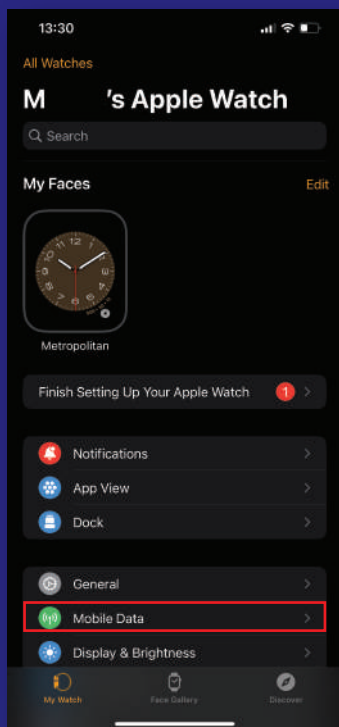 13:30
All Watches
M 's Apple Watch
Search
My Faces
Edit
Metropolitan
Finish Setting Up Your Apple Watch 1
Notifications
App View
Dock
General
Mobile Data
Display & Brightness
My Watch
Face Gallery
Discover